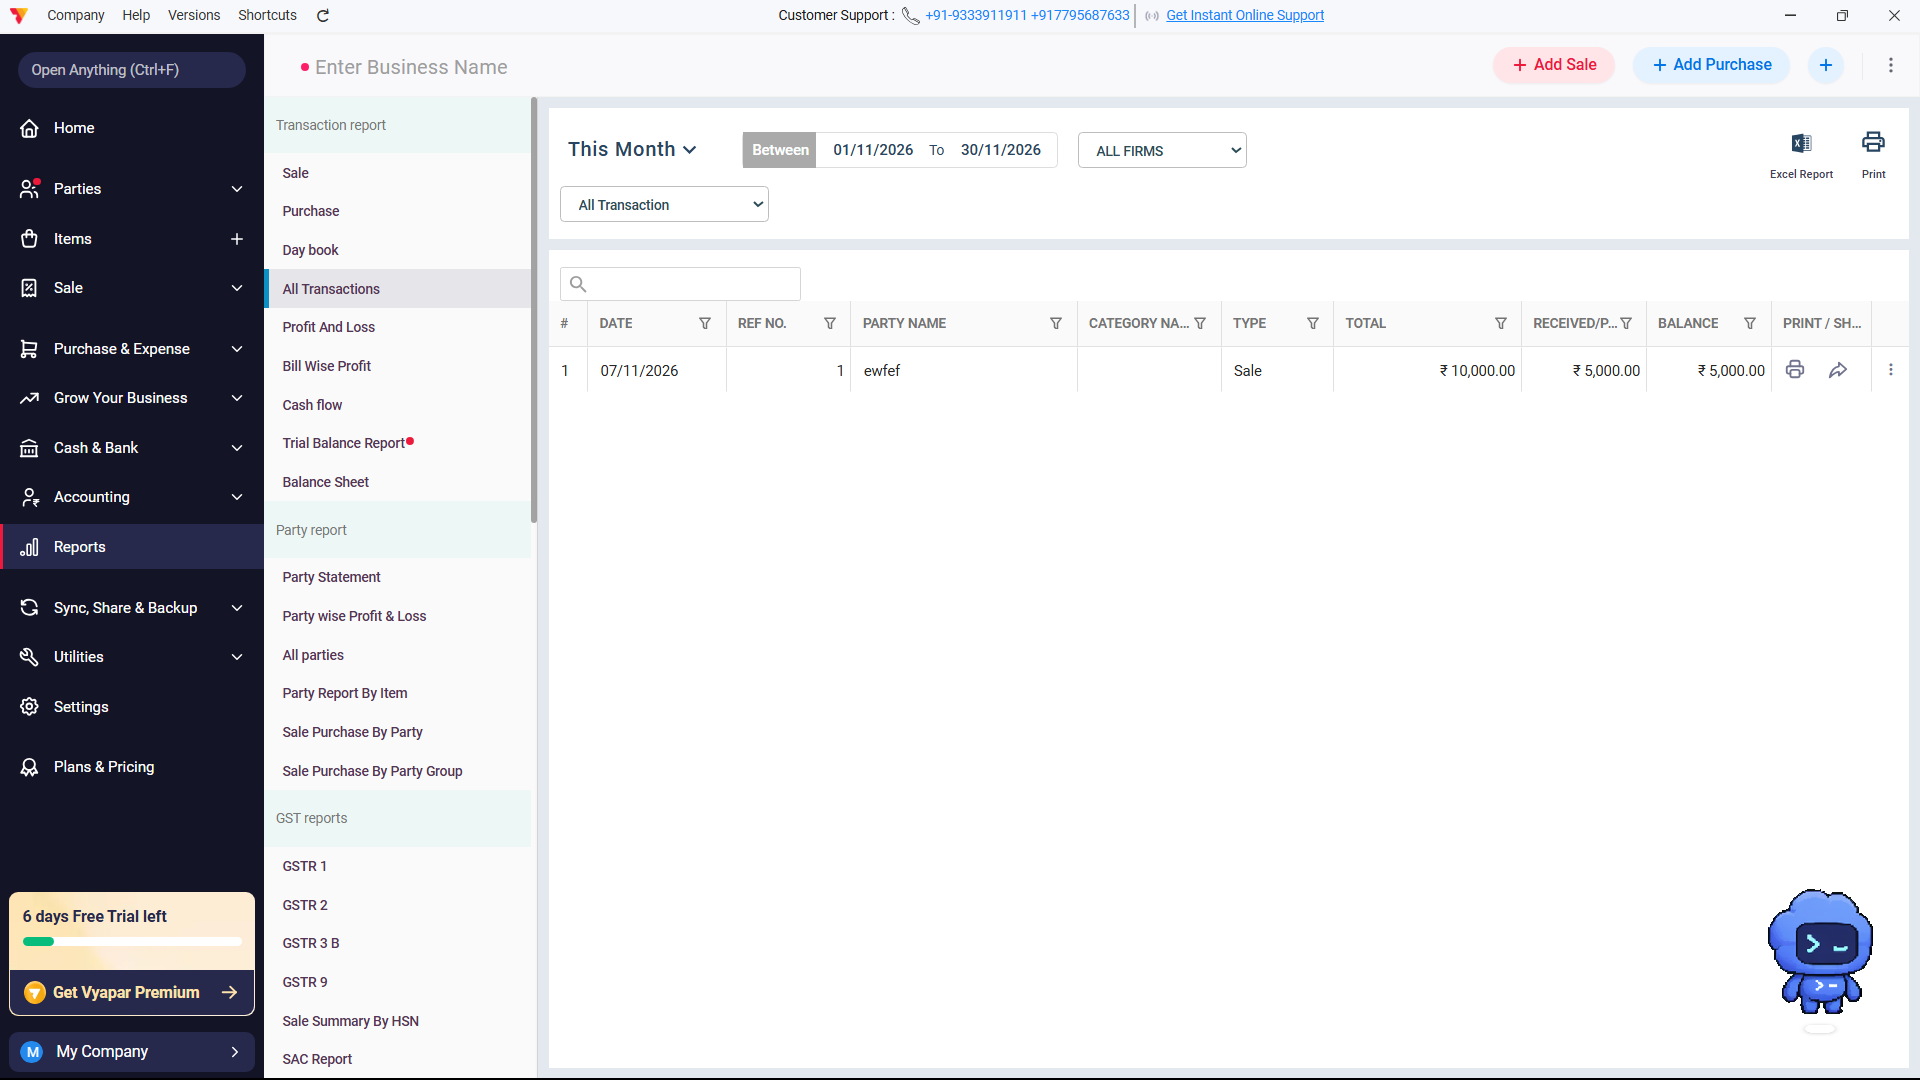 Company Help Versions Shortcuts
Customer Support : +91-9333911911 +917795687633 Get Instant Online Support
Open Anything (Ctrl+F)
Home
Parties
Items
Sale
Purchase & Expense
Grow Your Business
Cash & Bank
Accounting
Reports
Sync, Share & Backup
Utilities
Settings
Plans & Pricing
6 days Free Trial left
Get Vyapar Premium
M My Company
Enter Business Name
Add Sale
Add Purchase
Transaction report
Sale
Purchase
Day book
All Transactions
Profit And Loss
Bill Wise Profit
Cash flow
Trial Balance Report
Balance Sheet
Party report
Party Statement
Party wise Profit & Loss
All parties
Party Report By Item
Sale Purchase By Party
Sale Purchase By Party Group
GST reports
GSTR 1
GSTR 2
GSTR 3 B
GSTR 9
Sale Summary By HSN
SAC Report
This Month
Between 01/11/2026 To 30/11/2026
ALL FIRMS
Excel Report
Print
All Transaction
# DATE REF NO. PARTY NAME CATEGORY NA... TYPE TOTAL RECEIVED/P... BALANCE PRINT / SH...
1 07/11/2026 1 ewfef Sale ₹ 10,000.00 ₹ 5,000.00 ₹ 5,000.00